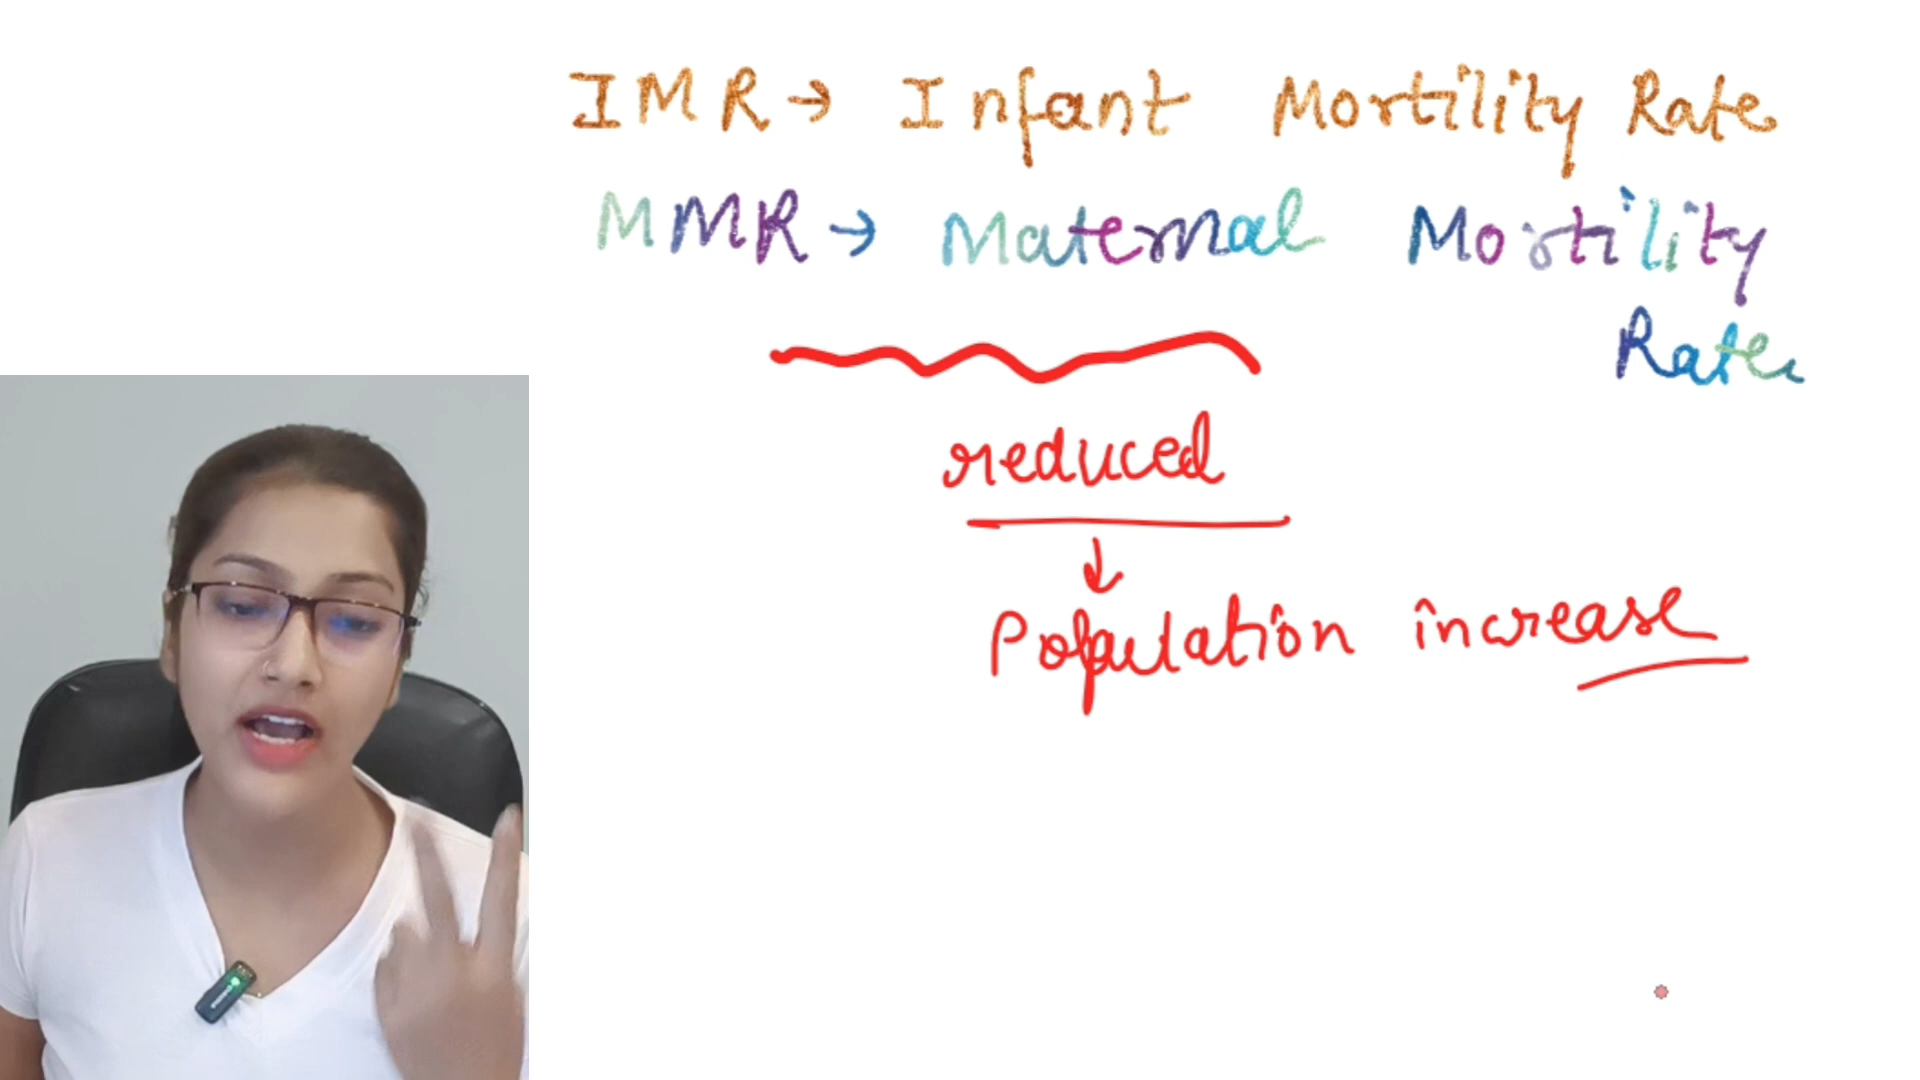 IMR → Infant Mortility Rate
MMR → Maternal Mortility
Rate
reduced
↓
Population increase